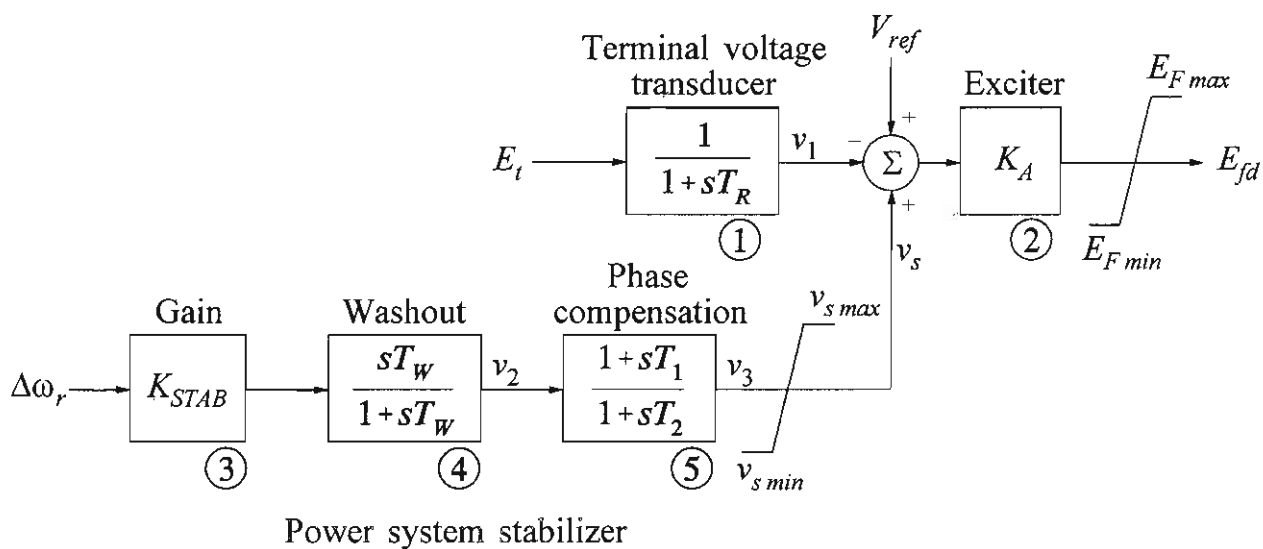 Terminal voltage
transducer
V_ref
Exciter
E_F max
E_t
1
1+sT_R
v_1
−
+
Σ
+
K_A
E_fd
①
②
E_F min
v_s
Gain
Washout
Phase
compensation
v_s max
Δω_r
K_STAB
sT_W
1+sT_W
v_2
1+sT_1
1+sT_2
v_3
③
④
⑤
v_s min
Power system stabilizer